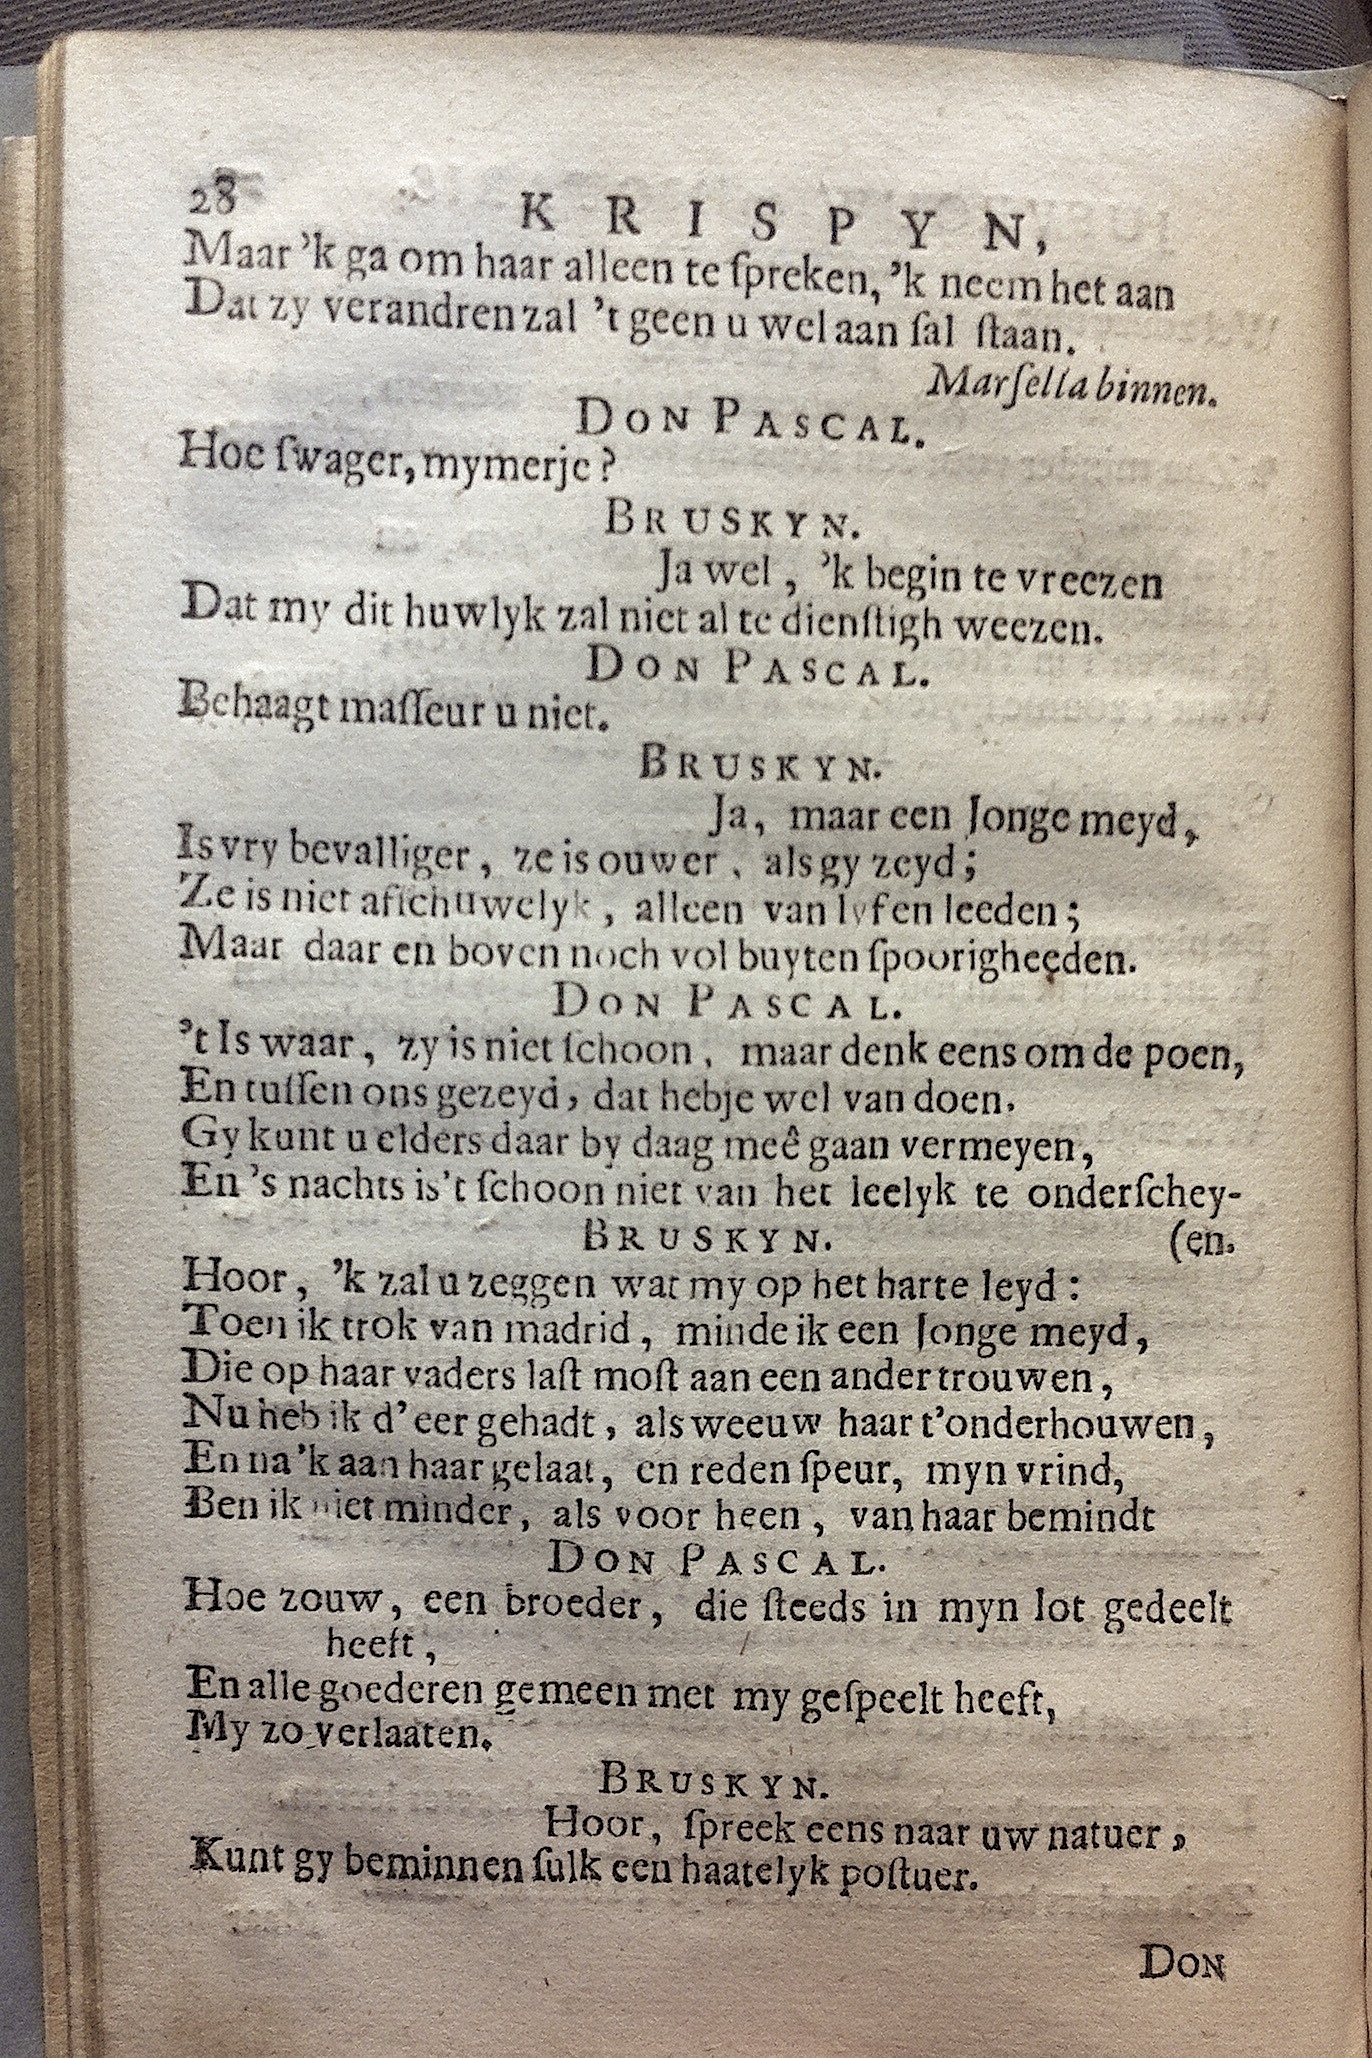 28 KRISPYN,
Maar 'k ga om haar alleen te ſpreken, 'k neem het aan
Dat zy verandren zal 't geen u wel aan ſal ſtaan.
Marſella binnen.
DON PASCAL.
Hoe ſwager, mymerje?
BRUSKYN.
Ja wel, 'k begin te vreezen
Dat my dit huwlyk zal niet al te dienſtigh weezen.
DON PASCAL.
Behaagt maſſeur u niet.
BRUSKYN.
Ja, maar een Jonge meyd,
Is vry bevalliger, ze is ouwer, als gy zeyd;
Ze is niet afſchuwelyk, alleen van lyf en leeden;
Maar daar en boven noch vol buyten ſpoorigheeden.
DON PASCAL.
't Is waar, zy is niet ſchoon, maar denk eens om de poen,
En tuſſen ons gezeyd, dat hebje wel van doen.
Gy kunt u elders daar by daag meê gaan vermeyen,
En 's nachts is 't ſchoon niet van het leelyk te onderſchey-
BRUSKYN. (en.
Hoor, 'k zal u zeggen wat my op het harte leyd:
Toen ik trok van madrid, minde ik een Jonge meyd,
Die op haar vaders laſt moſt aan een ander trouwen,
Nu heb ik d'eer gehadt, als weeuw haar t'onderhouwen,
En na 'k aan haar gelaat, en reden ſpeur, myn vrind,
Ben ik niet minder, als voor heen, van haar bemindt
DON PASCAL.
Hoe zouw, een broeder, die ſteeds in myn lot gedeelt
heeft,
En alle goederen gemeen met my geſpeelt heeft,
My zo verlaaten.
BRUSKYN.
Hoor, ſpreek eens naar uw natuer,
Kunt gy beminnen ſulk een haatelyk poſtuer.
DON